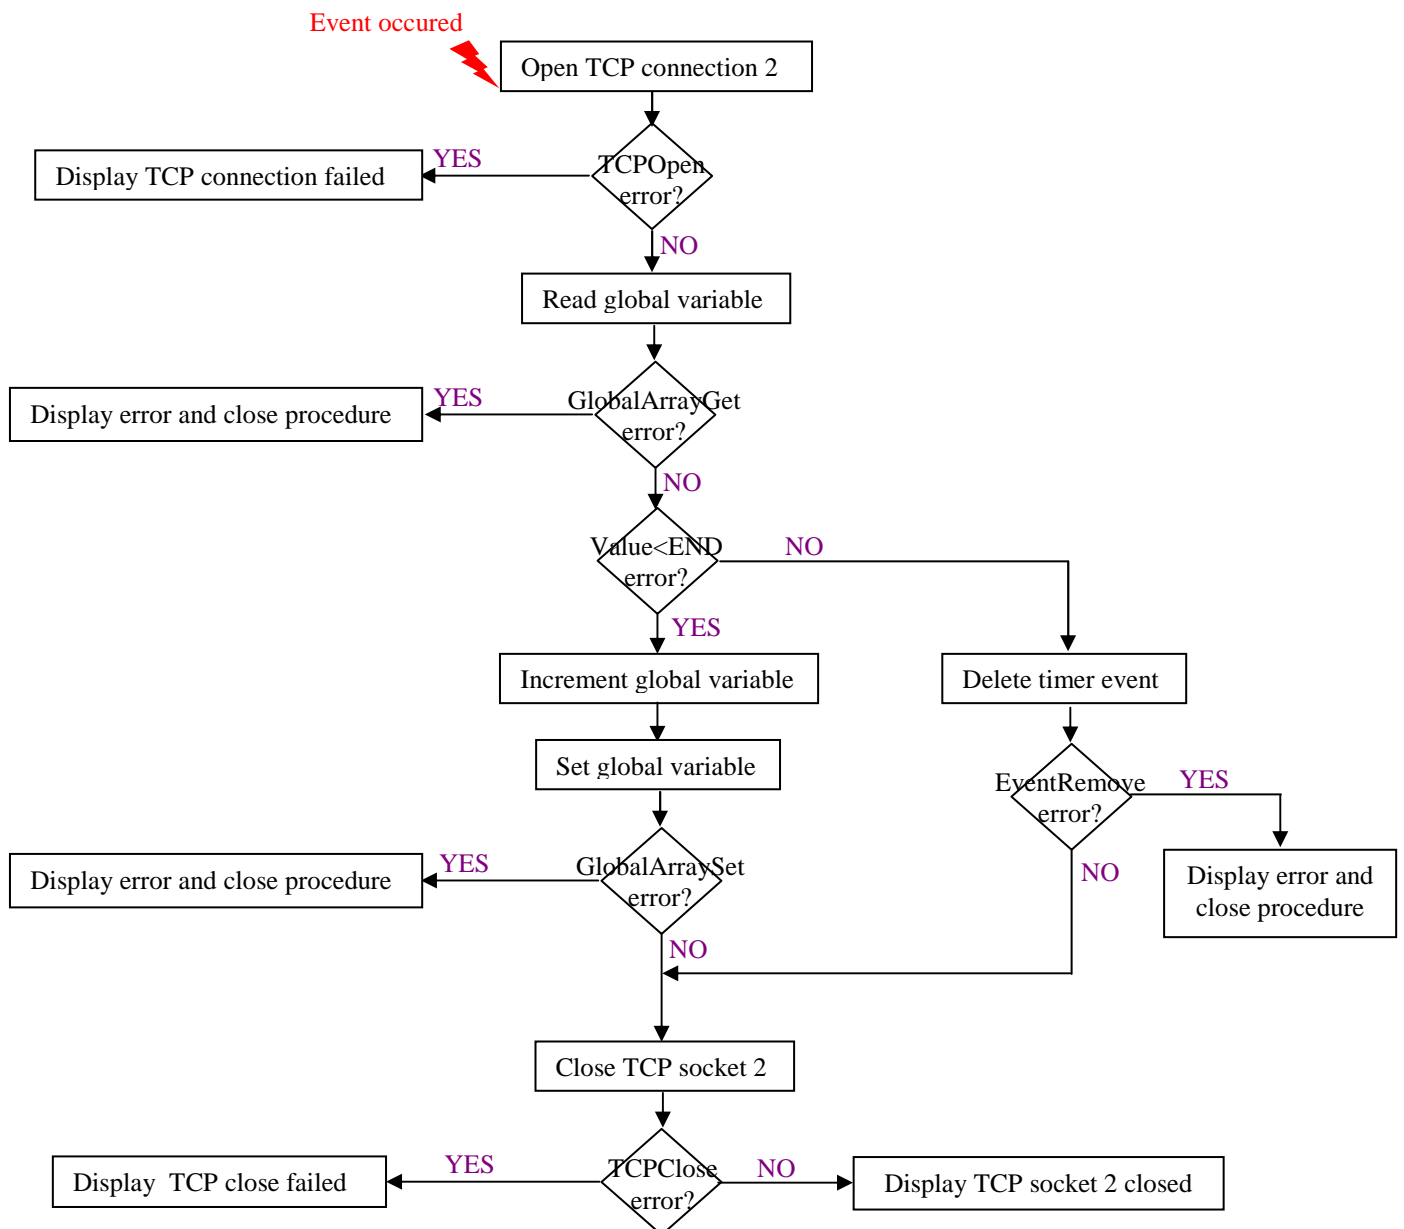 Event occured
Open TCP connection 2
TCPOpen
error?
YES
Display TCP connection failed
NO
Read global variable
GlobalArrayGet
error?
YES
Display error and close procedure
NO
Value<END
error?
NO
YES
Increment global variable
Delete timer event
Set global variable
EventRemove
error?
YES
GlobalArraySet
error?
YES
Display error and close procedure
NO
Display error and
close procedure
NO
Close TCP socket 2
TCPClose
error?
YES
Display  TCP close failed
NO
Display TCP socket 2 closed